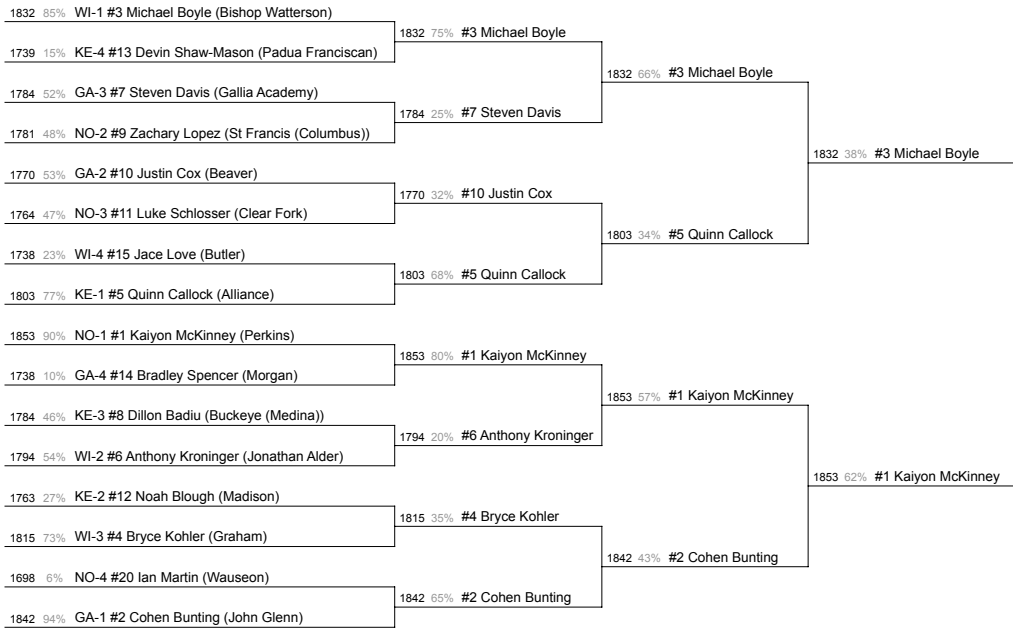 1832 85% WI-1 #3 Michael Boyle (Bishop Watterson)
1832 75% #3 Michael Boyle
1739 15% KE-4 #13 Devin Shaw-Mason (Padua Franciscan)
1832 66% #3 Michael Boyle
1784 52% GA-3 #7 Steven Davis (Gallia Academy)
1784 25% #7 Steven Davis
1781 48% NO-2 #9 Zachary Lopez (St Francis (Columbus))
1832 38% #3 Michael Boyle
1770 53% GA-2 #10 Justin Cox (Beaver)
1770 32% #10 Justin Cox
1764 47% NO-3 #11 Luke Schlosser (Clear Fork)
1803 34% #5 Quinn Callock
1738 23% WI-4 #15 Jace Love (Butler)
1803 68% #5 Quinn Callock
1803 77% KE-1 #5 Quinn Callock (Alliance)
1853 90% NO-1 #1 Kaiyon McKinney (Perkins)
1853 80% #1 Kaiyon McKinney
1738 10% GA-4 #14 Bradley Spencer (Morgan)
1853 57% #1 Kaiyon McKinney
1784 46% KE-3 #8 Dillon Badiu (Buckeye (Medina))
1794 20% #6 Anthony Kroninger
1794 54% WI-2 #6 Anthony Kroninger (Jonathan Alder)
1853 62% #1 Kaiyon McKinney
1763 27% KE-2 #12 Noah Blough (Madison)
1815 35% #4 Bryce Kohler
1815 73% WI-3 #4 Bryce Kohler (Graham)
1842 43% #2 Cohen Bunting
1698 6% NO-4 #20 Ian Martin (Wauseon)
1842 65% #2 Cohen Bunting
1842 94% GA-1 #2 Cohen Bunting (John Glenn)